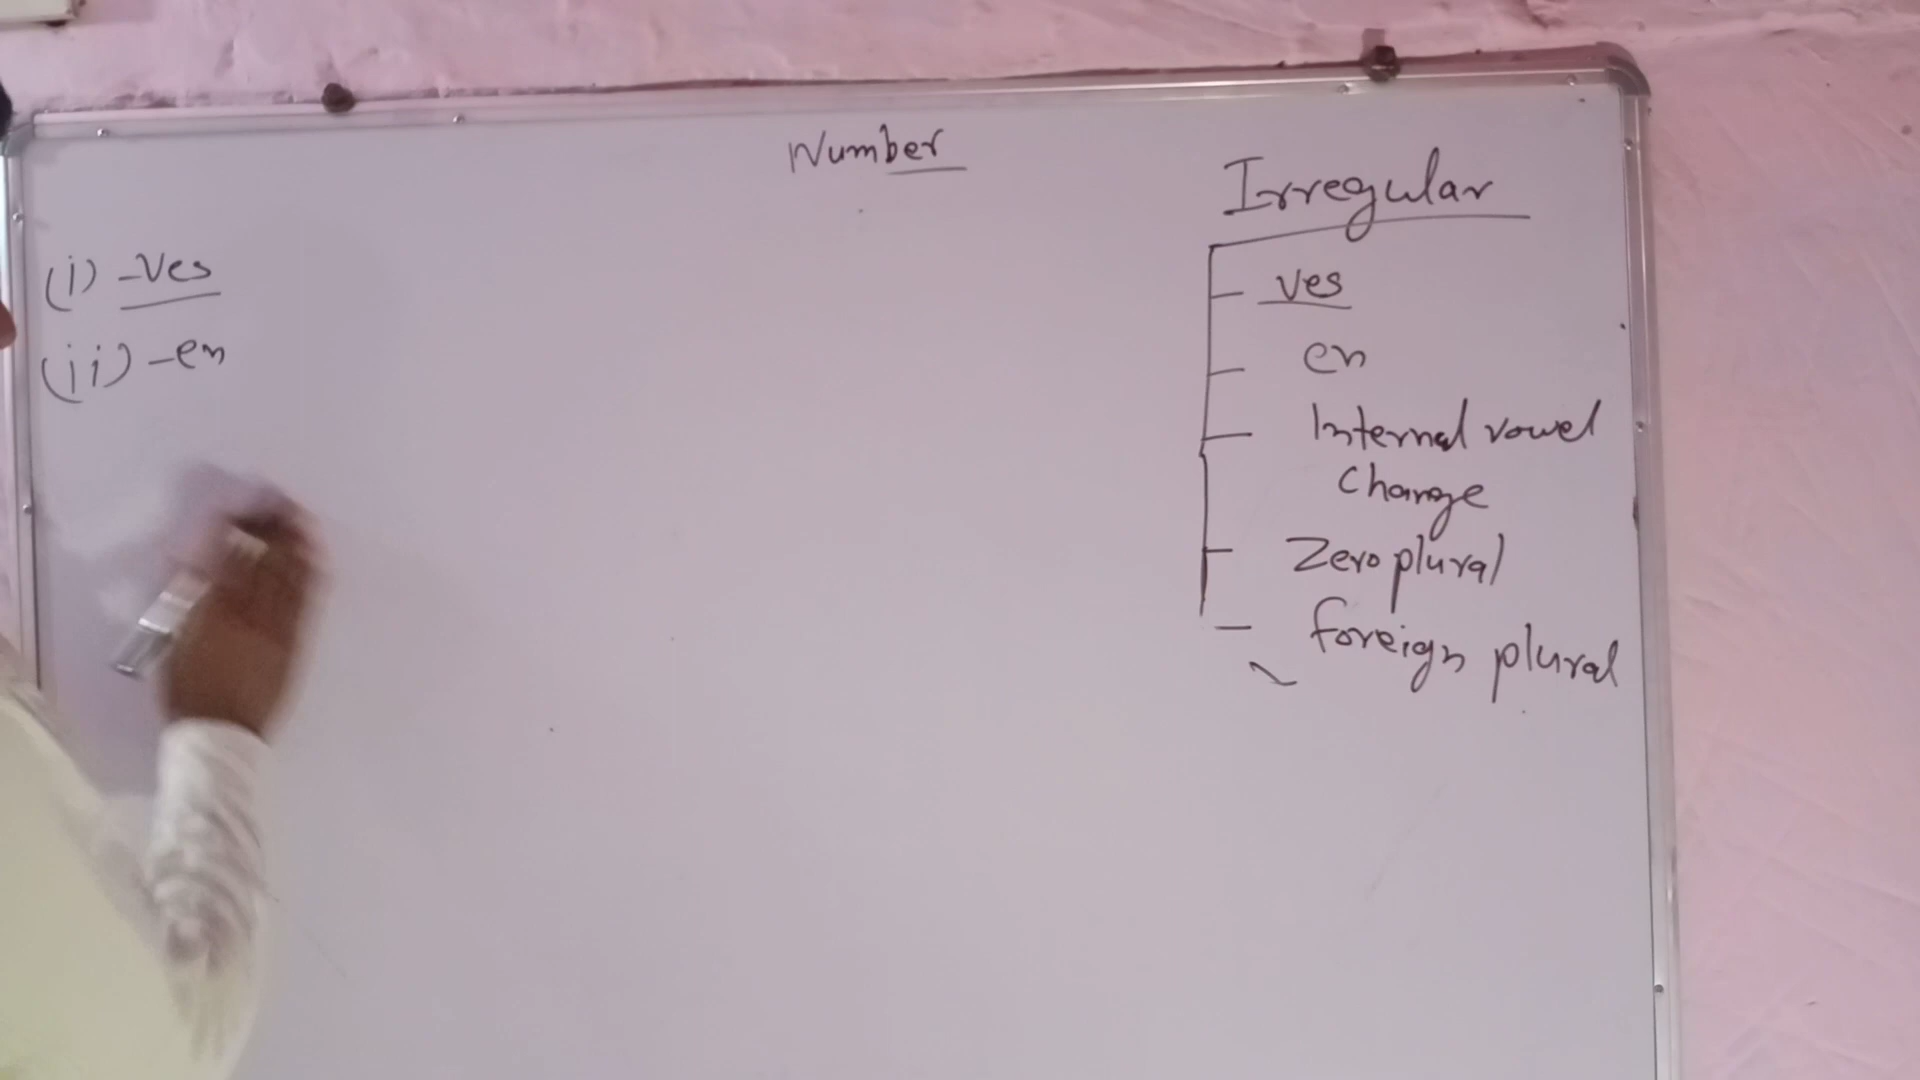 Number
(i) -Ves
(ii) -en
Irregular
ves
en
Internal vowel
change
Zero plural
foreign plural